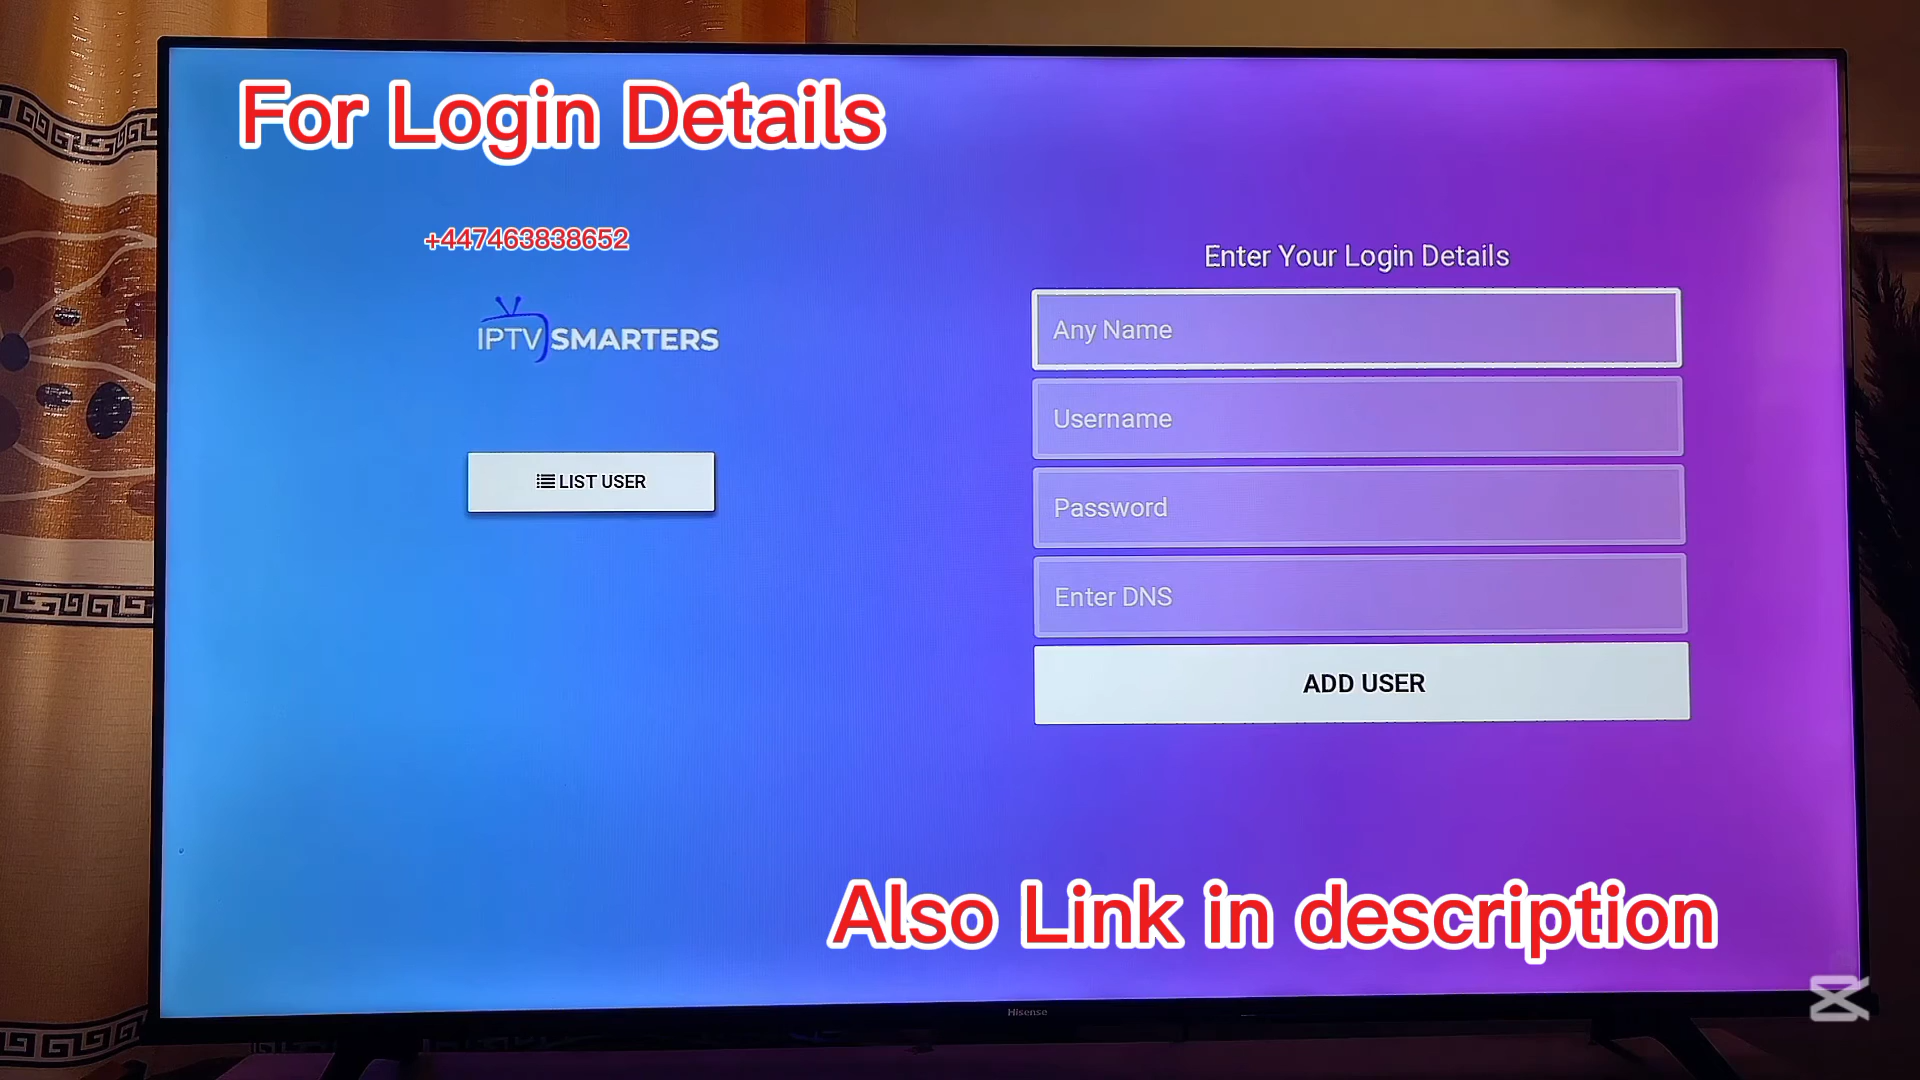 For Login Details
+447463838652
IPTV SMARTERS
LIST USER
Enter Your Login Details
Any Name
Username
Password
Enter DNS
ADD USER
Also Link in description
Hisense